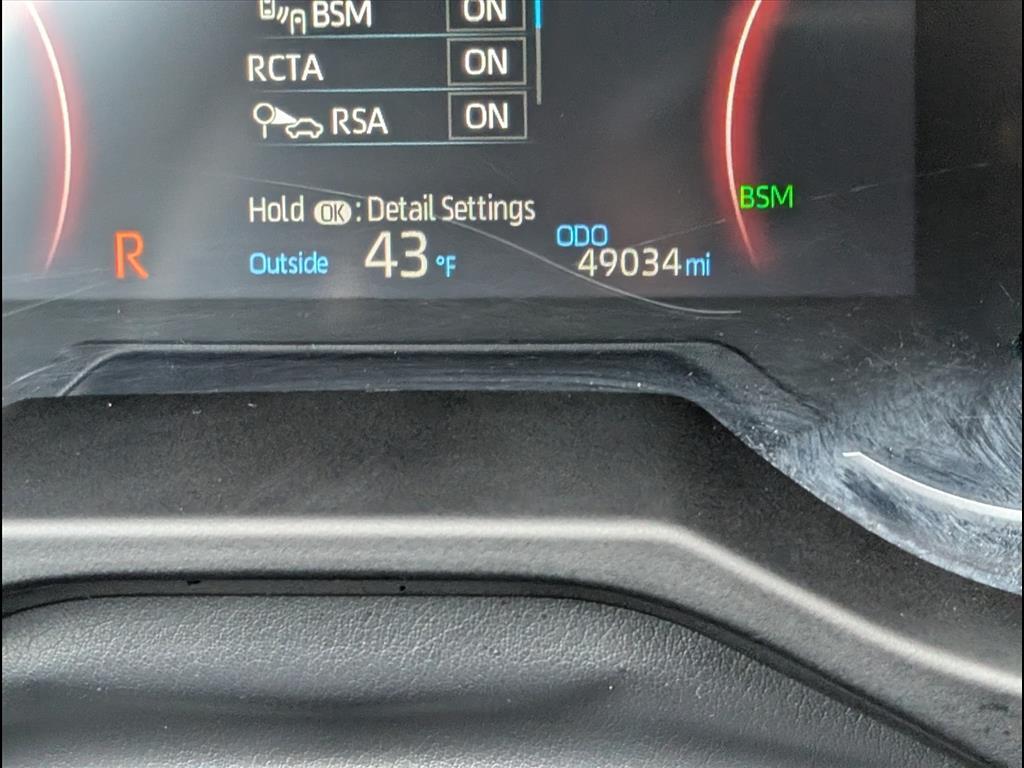 BSM ON
RCTA ON
RSA ON
Hold OK : Detail Settings
BSM
R
Outside 43 °F
ODO
49034 mi